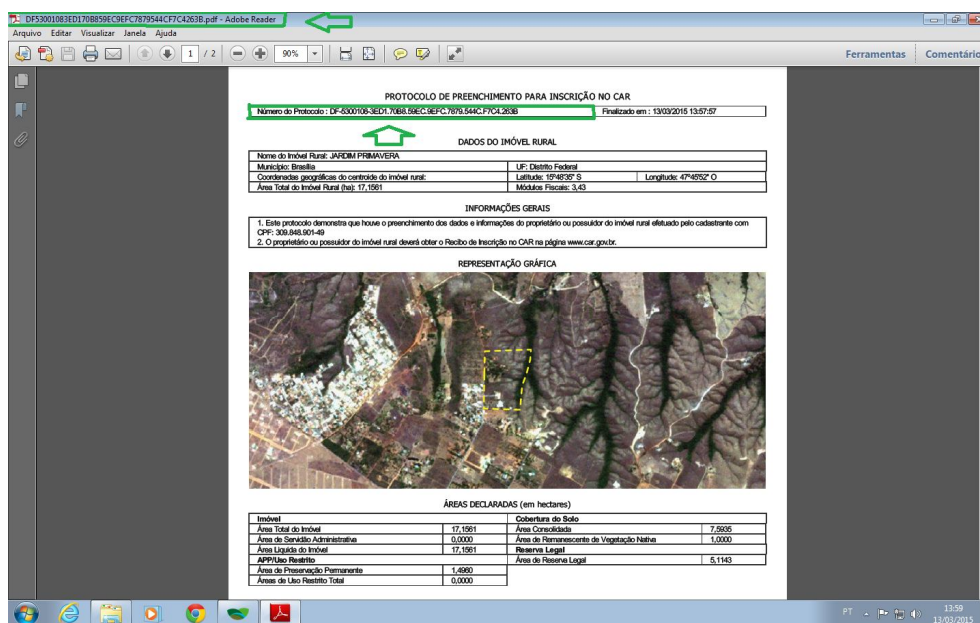 DF53001083ED170B859EC9EFC7879544CF7C4263B.pdf - Adobe Reader
Arquivo Editar Visualizar Janela Ajuda
1 / 2 90% Ferramentas Comentário
PROTOCOLO DE PREENCHIMENTO PARA INSCRIÇÃO NO CAR
Número do Protocolo : DF-5300108-3ED1.70B8.59EC.9EFC.7879.544C.F7C4.263B Finalizado em : 13/03/2015 13:57:57
DADOS DO IMÓVEL RURAL
Nome do Imóvel Rural: JARDIM PRIMAVERA
Município: Brasília UF: Distrito Federal
Coordenadas geográficas do centroide do imóvel rural: Latitude: 15°48'35" S Longitude: 47°45'52" O
Área Total do Imóvel Rural (ha): 17,1561 Módulos Fiscais: 3,43
INFORMAÇÕES GERAIS
1. Este protocolo demonstra que houve o preenchimento dos dados e informações do proprietário ou possuidor do imóvel rural efetuado pelo cadastrante com
CPF: 309.848.901-49
2. O proprietário ou possuidor do imóvel rural deverá obter o Recibo de Inscrição no CAR na página www.car.gov.br.
REPRESENTAÇÃO GRÁFICA
ÁREAS DECLARADAS (em hectares)
Imóvel Cobertura do Solo
Área Total do Imóvel 17,1561 Área Consolidada 7,5935
Área de Servidão Administrativa 0,0000 Área de Remanescente de Vegetação Nativa 1,0000
Área Liquida do Imóvel 17,1561 Reserva Legal
APP/Uso Restrito Área de Reserva Legal 5,1143
Área de Preservação Permanente 1,4960
Áreas de Uso Restrito Total 0,0000
PT 13:59
13/03/2015